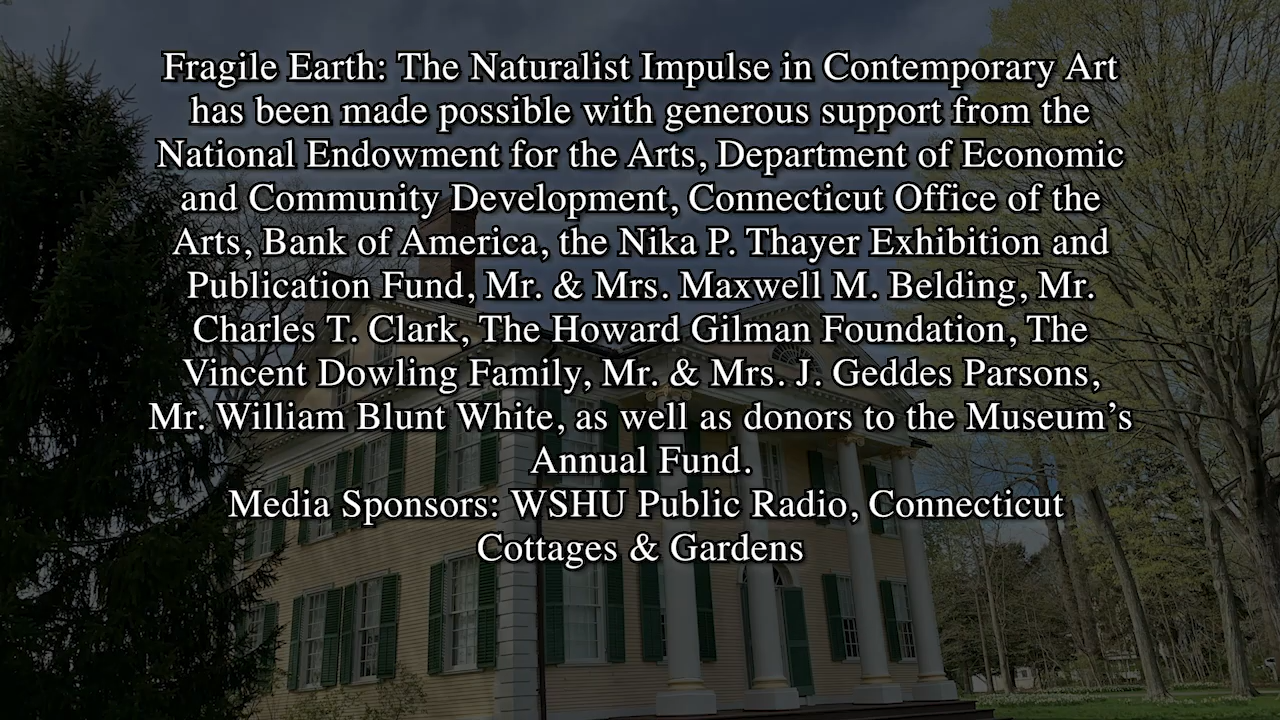 Fragile Earth: The Naturalist Impulse in Contemporary Art
has been made possible with generous support from the
National Endowment for the Arts, Department of Economic
and Community Development, Connecticut Office of the
Arts, Bank of America, the Nika P. Thayer Exhibition and
Publication Fund, Mr. & Mrs. Maxwell M. Belding, Mr.
Charles T. Clark, The Howard Gilman Foundation, The
Vincent Dowling Family, Mr. & Mrs. J. Geddes Parsons,
Mr. William Blunt White, as well as donors to the Museum’s
Annual Fund.
Media Sponsors: WSHU Public Radio, Connecticut
Cottages & Gardens